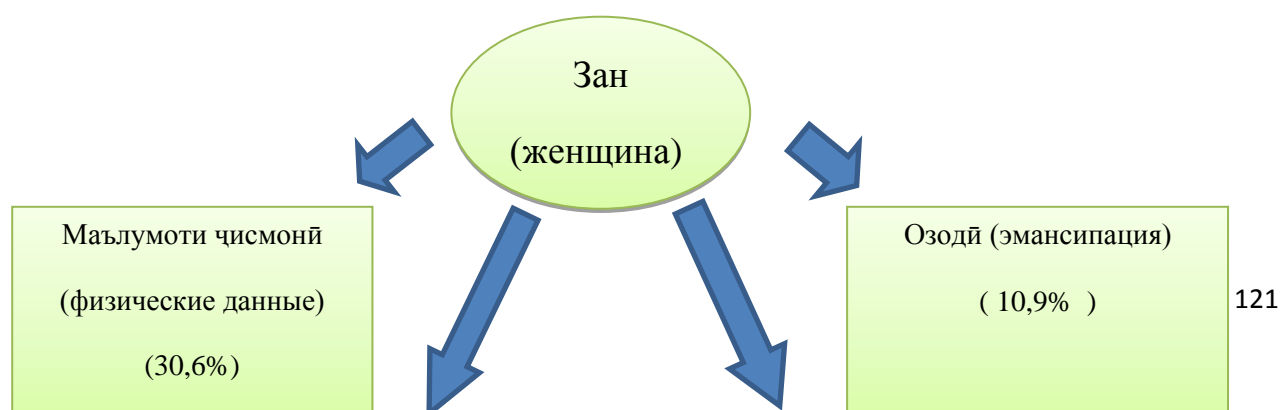 Зан
(женщина)
Маълумоти ҷисмонӣ
(физические данные)
(30,6%)
Озодӣ (эмансипация)
( 10,9% )
121